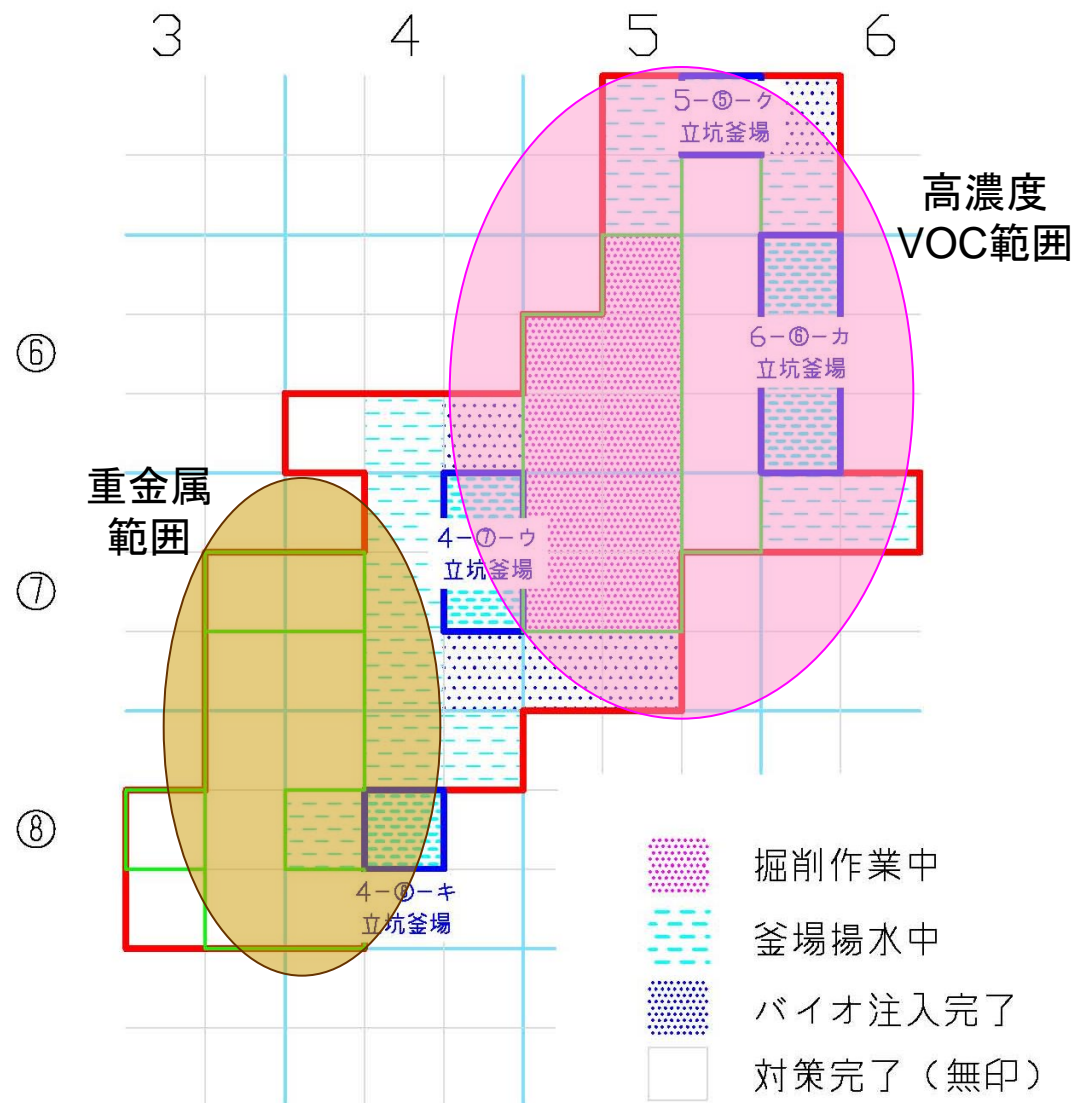 3 4 5 6
5-⑤-ク
立坑釜場
高濃度
VOC範囲
6-⑥-カ
立坑釜場
⑥
重金属
範囲
4-⑦-ウ
立坑釜場
⑦
⑧
4-⑧-キ
立坑釜場
掘削作業中
釜場揚水中
バイオ注入完了
対策完了（無印）